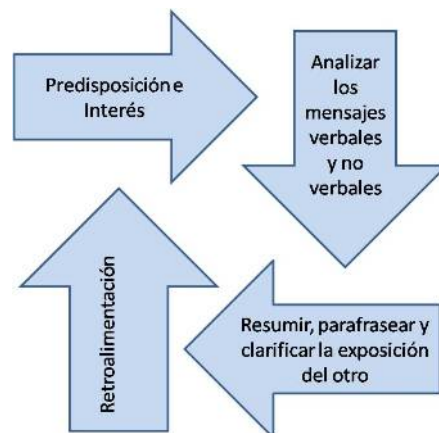 Predisposición e
Interés
Analizar
los
mensajes
verbales
y no
verbales
Resumir, parafrasear y
clarificar la exposición
del otro
Retroalimentación